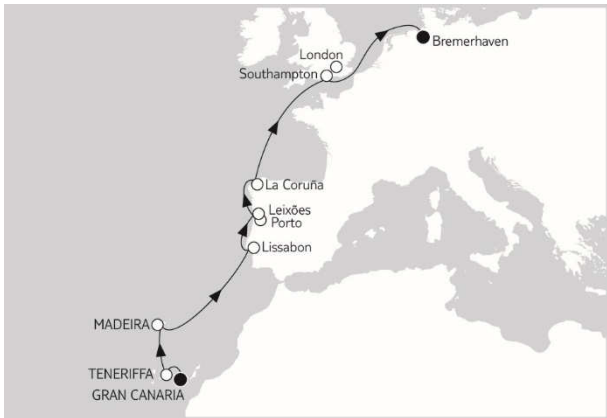 London
Southampton
Bremerhaven
La Coruña
Leixões
Porto
Lissabon
MADEIRA
TENERIFFA
GRAN CANARIA